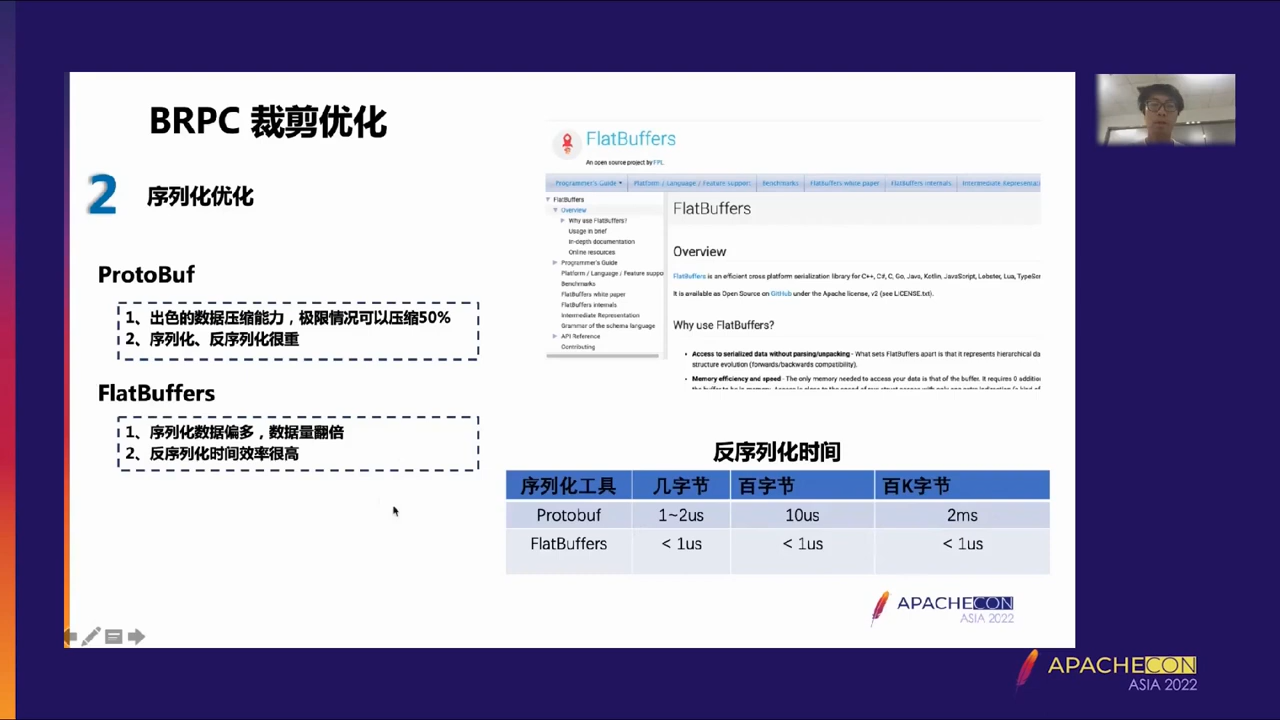 BRPC 裁剪优化
2 序列化优化
ProtoBuf
1、出色的数据压缩能力，极限情况可以压缩50%
2、序列化、反序列化很重
FlatBuffers
1、序列化数据偏多，数据量翻倍
2、反序列化时间效率很高
FlatBuffers
An open source project by FPL.
Programmer's Guide
Platform / Language / Feature support
Benchmarks
FlatBuffers white paper
FlatBuffers internals
Intermediate Representati
FlatBuffers
Overview
Why use FlatBuffers?
Usage in brief
In-depth documentation
Online resources
Programmer's Guide
Platform / Language / Feature suppo
Benchmarks
FlatBuffers white paper
FlatBuffers internals
Intermediate Representation
Grammar of the schema language
API Reference
Contributing
FlatBuffers
Overview
FlatBuffers is an efficient cross platform serialization library for C++, C#, C, Go, Java, Kotlin, JavaScript, Lobster, Lua, TypeScr
It is available as Open Source on GitHub under the Apache license, v2 (see LICENSE.txt).
Why use FlatBuffers?
• Access to serialized data without parsing/unpacking - What sets FlatBuffers apart is that it represents hierarchical da
structure evolution (forwards/backwards compatibility).
• Memory efficiency and speed - The only memory needed to access your data is that of the buffer. It requires 0 addition
反序列化时间
序列化工具 几字节 百字节 百K字节
Protobuf 1~2us 10us 2ms
FlatBuffers < 1us < 1us < 1us
APACHECON
ASIA 2022
APACHECON
ASIA 2022